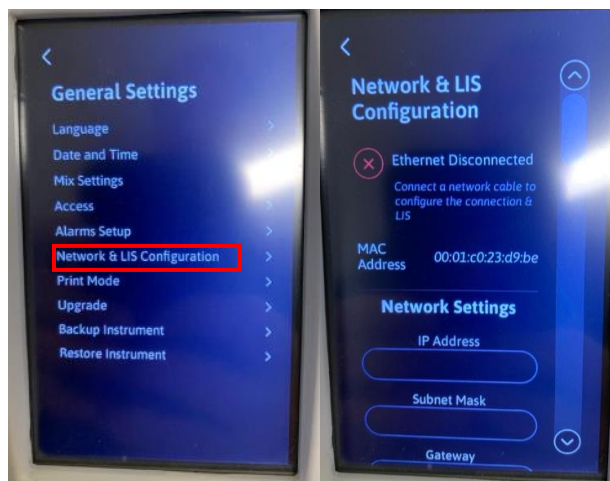 General Settings
Language
Date and Time
Mix Settings
Access
Alarms Setup
Network & LIS Configuration
Print Mode
Upgrade
Backup Instrument
Restore Instrument
Network & LIS
Configuration
Ethernet Disconnected
Connect a network cable to
configure the connection &
LIS
MAC
Address
00:01:c0:23:d9:be
Network Settings
IP Address
Subnet Mask
Gateway